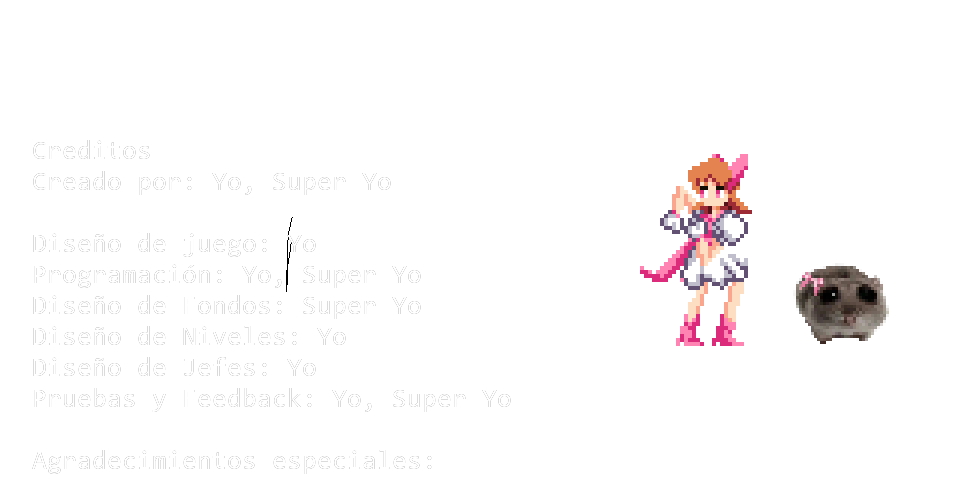 Creditos
Creado por: Yo, Super Yo
Diseño de juego: Yo
Programación: Yo, Super Yo
Diseño de Fondos: Super Yo
Diseño de Niveles: Yo
Diseño de Jefes: Yo
Pruebas y Feedback: Yo, Super Yo
Agradecimientos especiales: